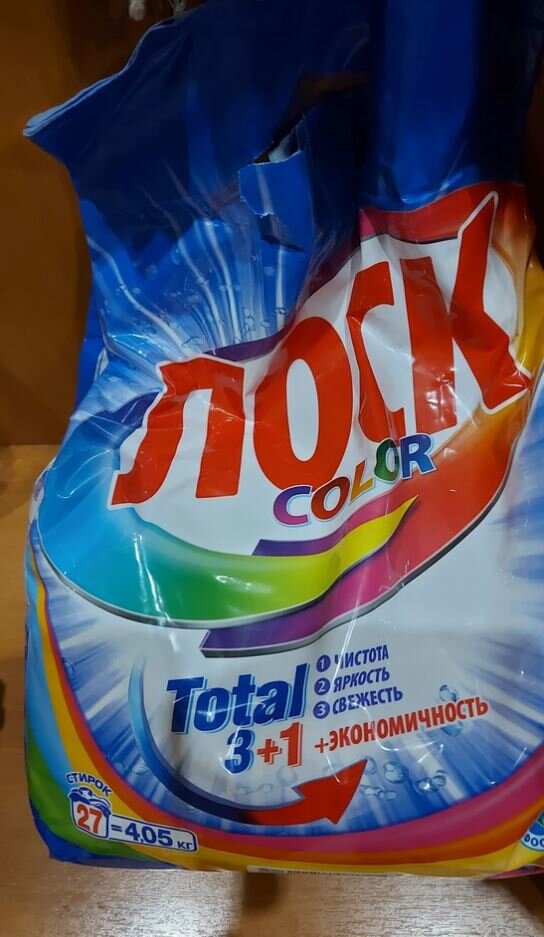 ЛОСК
COLOR
Total
3+1
1 ЧИСТОТА
2 ЯРКОСТЬ
3 СВЕЖЕСТЬ
+ЭКОНОМИЧНОСТЬ
СТИРОК
27 = 4,05 КГ